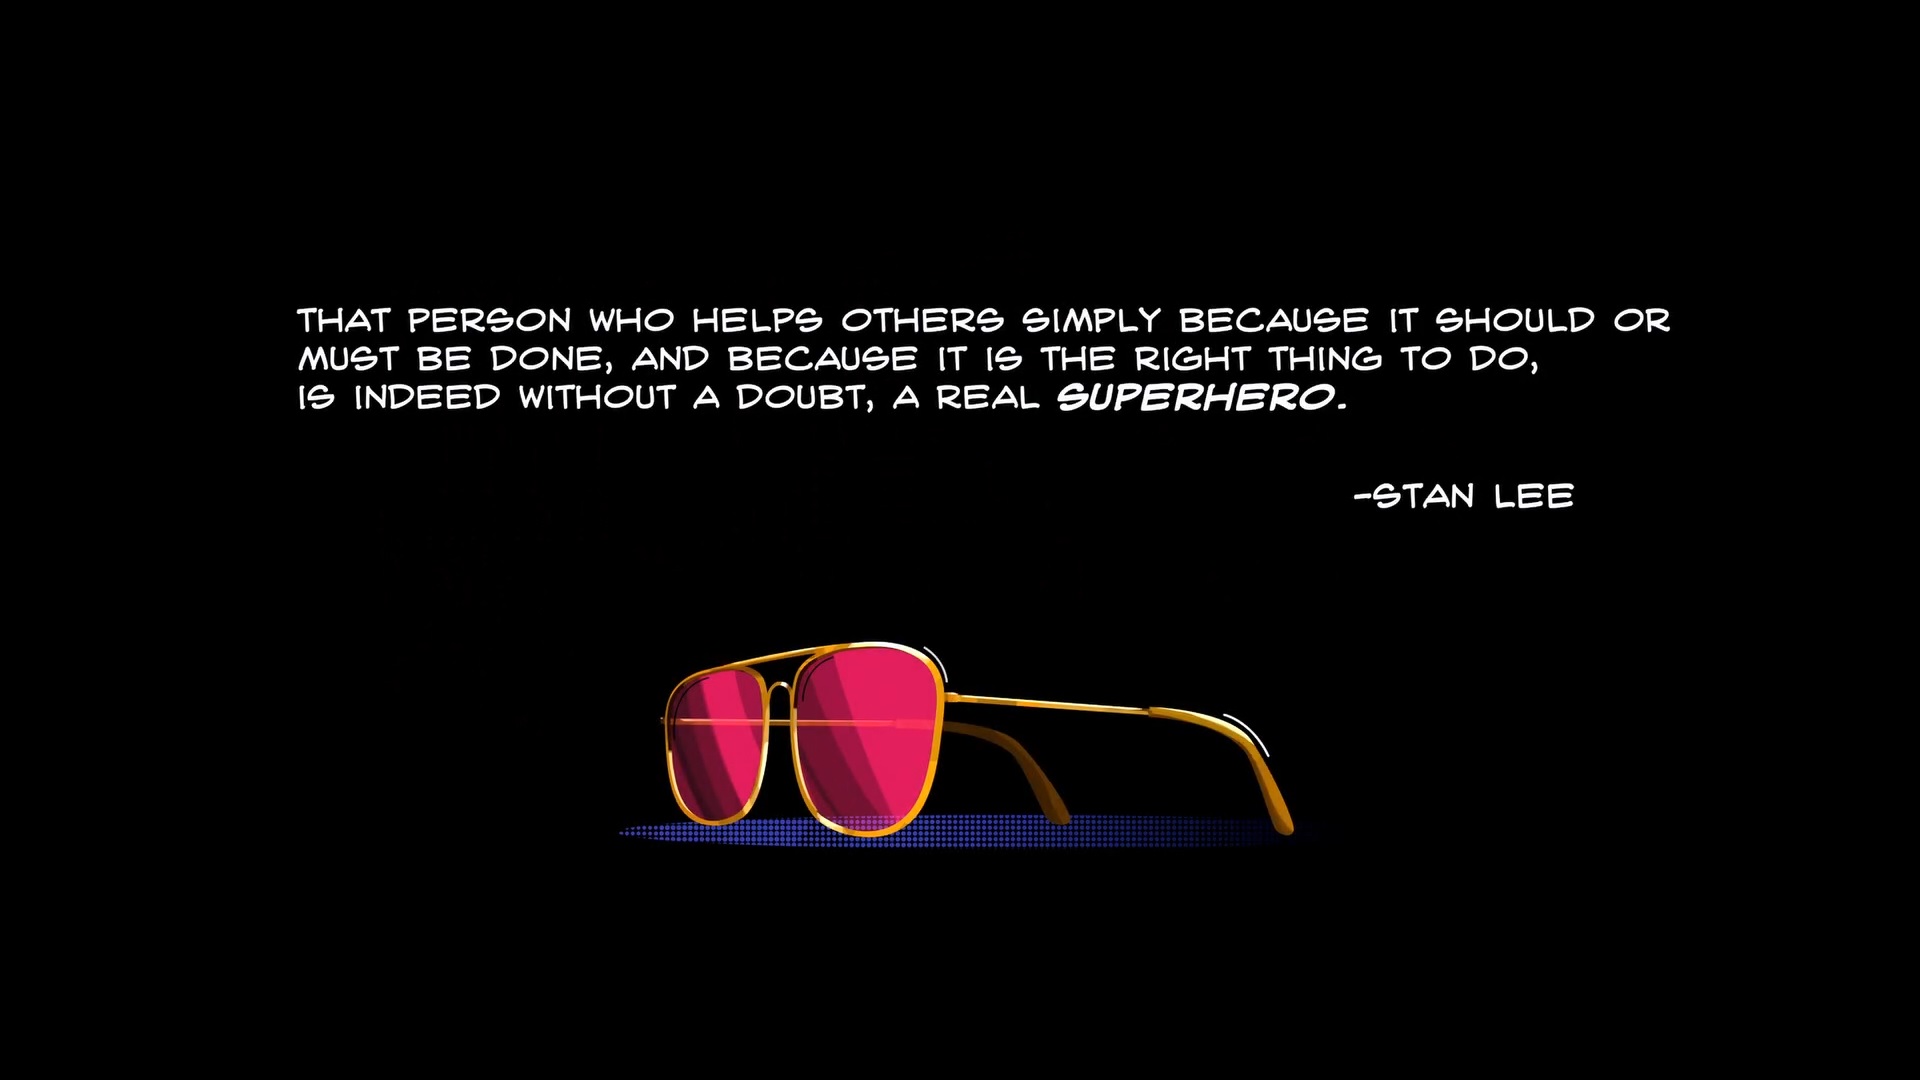 THAT PERSON WHO HELPS OTHERS SIMPLY BECAUSE IT SHOULD OR
MUST BE DONE, AND BECAUSE IT IS THE RIGHT THING TO DO,
IS INDEED WITHOUT A DOUBT, A REAL SUPERHERO.
-STAN LEE